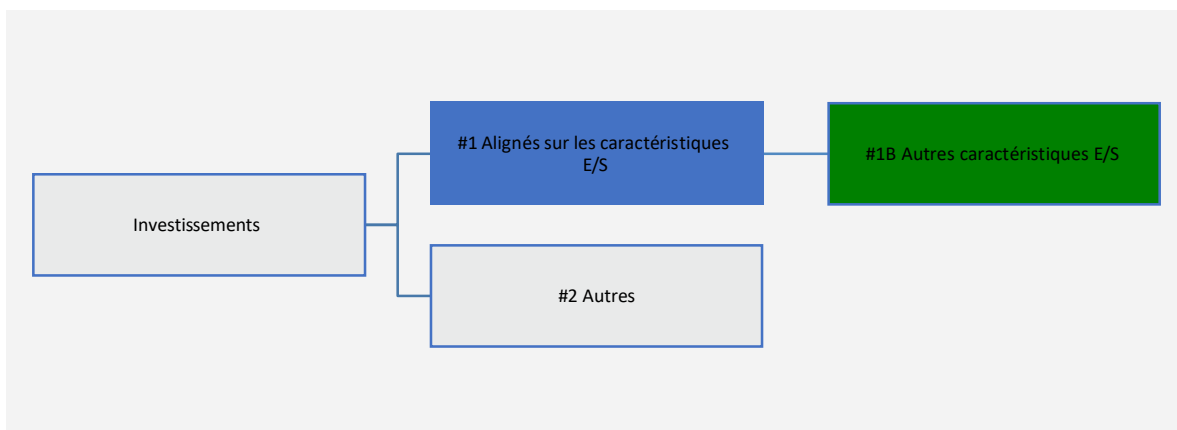 #1 Alignés sur les caractéristiques
E/S
#1B Autres caractéristiques E/S
Investissements
#2 Autres